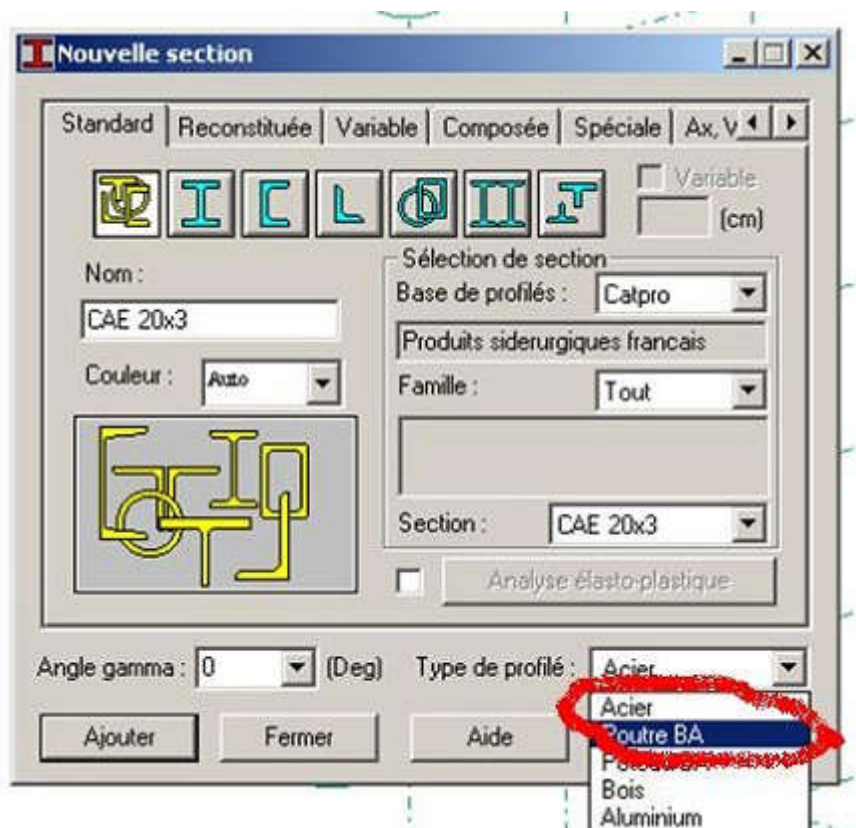 Nouvelle section
Standard Reconstituée Variable Composée Spéciale Ax, V
Variable
(cm)
Nom :
CAE 20x3
Couleur : Auto
Sélection de section
Base de profilés : Catpro
Produits siderurgiques francais
Famille : Tout
Section : CAE 20x3
Analyse élasto-plastique
Angle gamma : 0 (Deg) Type de profilé : Acier
Ajouter Fermer Aide
Acier
Poutre BA
Poteau BA
Bois
Aluminium